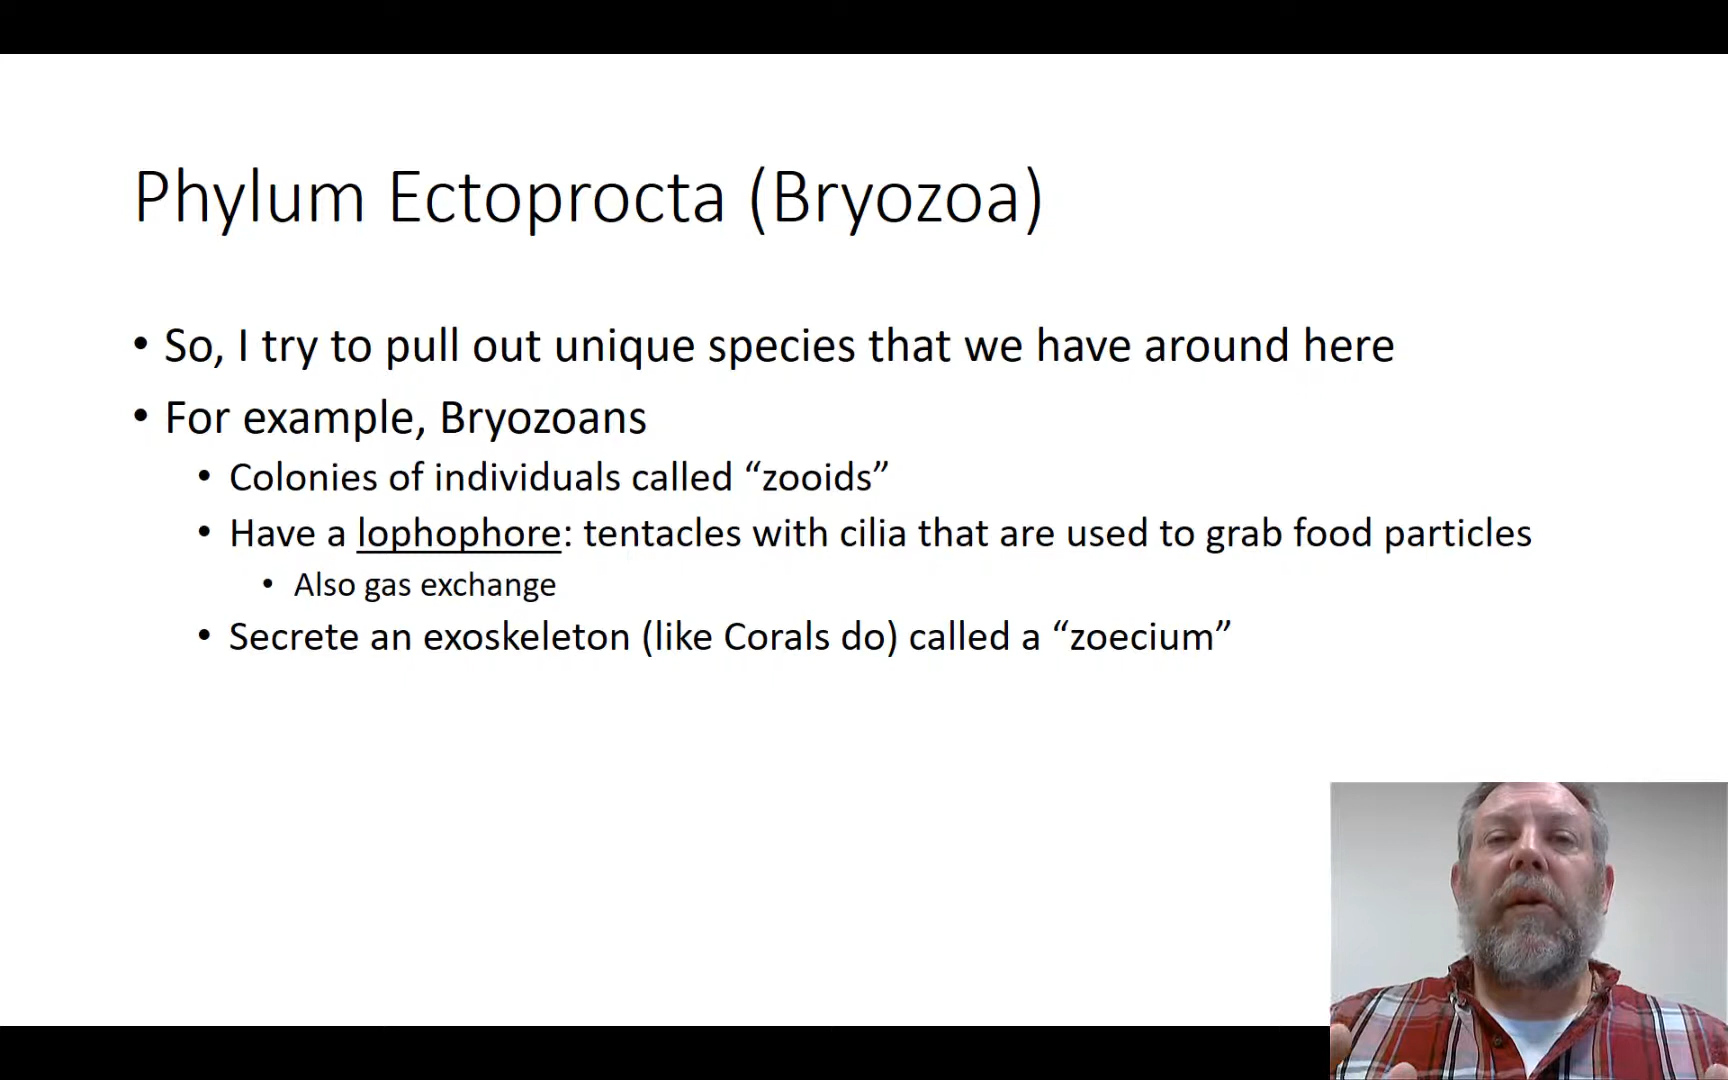 Phylum Ectoprocta (Bryozoa)
• So, I try to pull out unique species that we have around here
• For example, Bryozoans
• Colonies of individuals called “zooids”
• Have a lophophore: tentacles with cilia that are used to grab food particles
• Also gas exchange
• Secrete an exoskeleton (like Corals do) called a “zoecium”